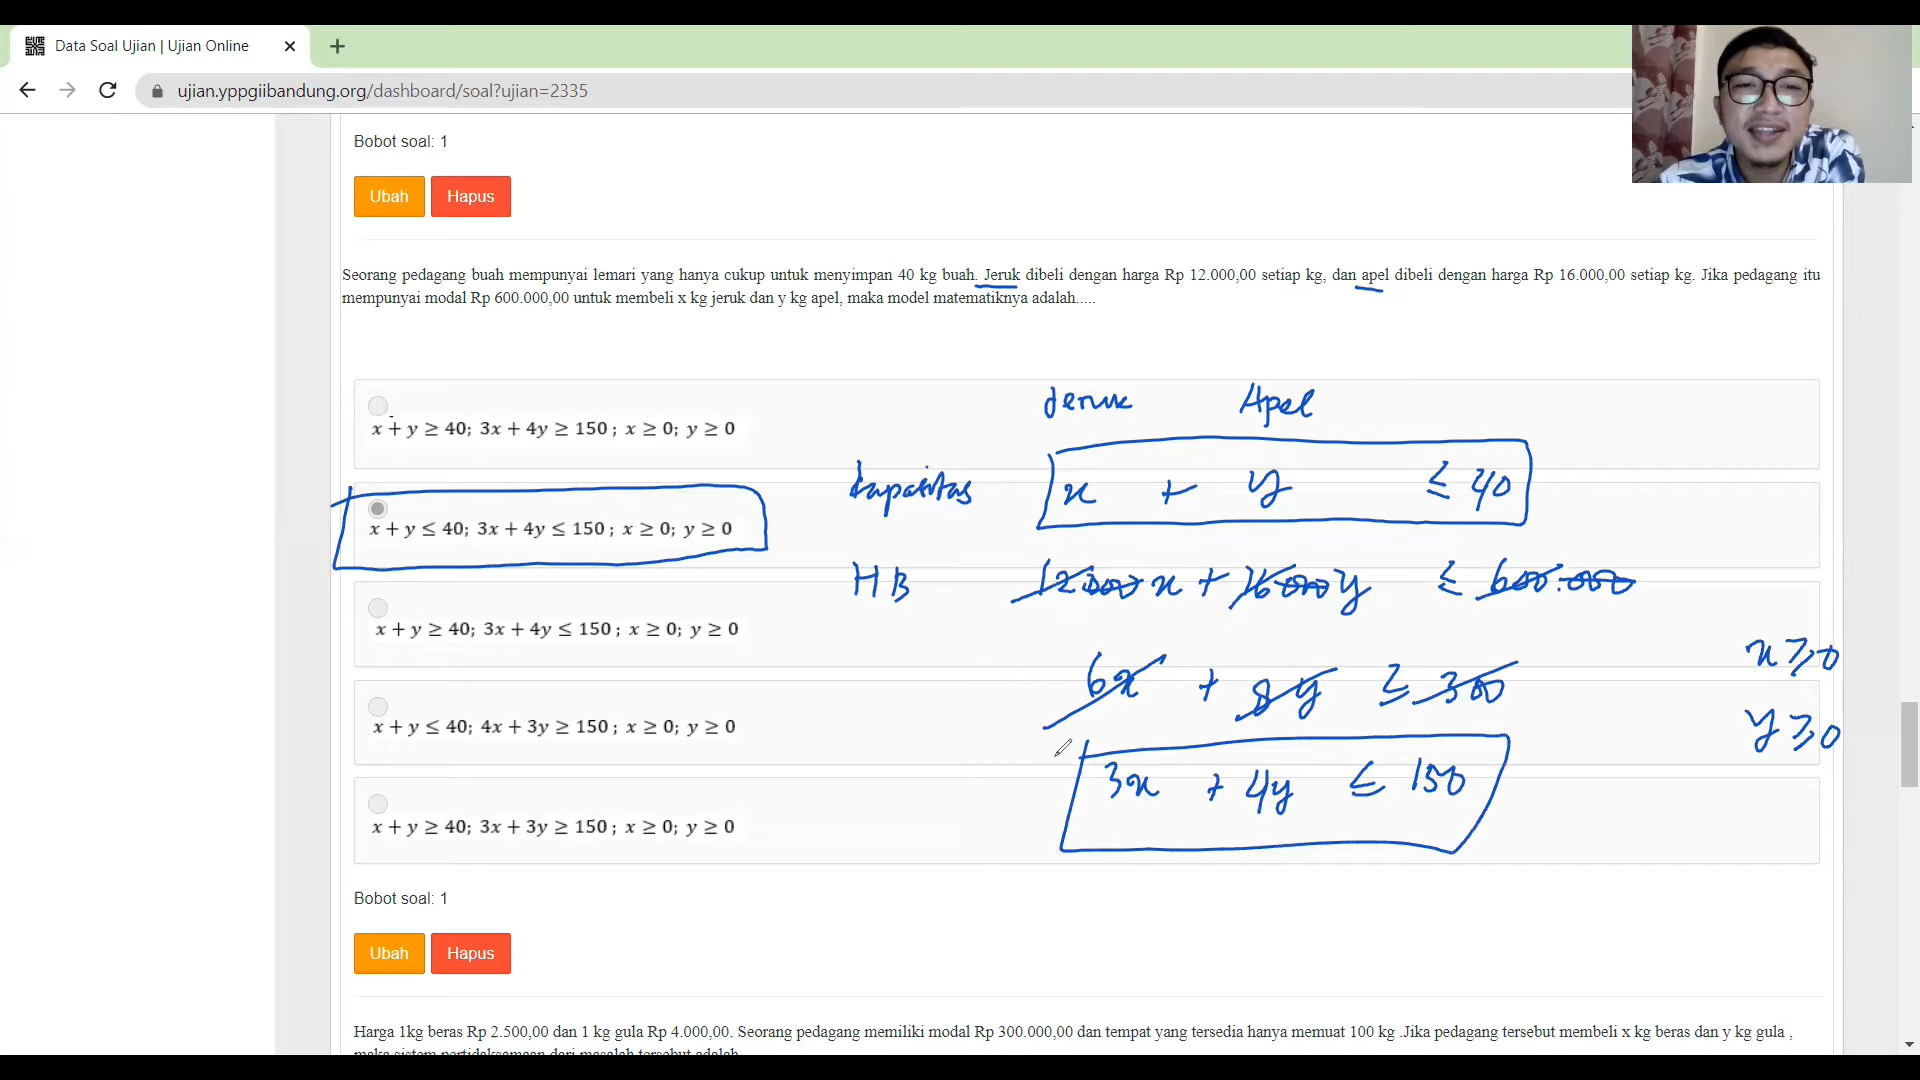 Data Soal Ujian | Ujian Online
ujian.yppgiibandung.org/dashboard/soal?ujian=2335
Bobot soal: 1
Ubah Hapus
Seorang pedagang buah mempunyai lemari yang hanya cukup untuk menyimpan 40 kg buah. Jeruk dibeli dengan harga Rp 12.000,00 setiap kg, dan apel dibeli dengan harga Rp 16.000,00 setiap kg. Jika pedagang itu
mempunyai modal Rp 600.000,00 untuk membeli x kg jeruk dan y kg apel, maka model matematiknya adalah.....
Jeruk Apel
x + y ≥ 40; 3x + 4y ≥ 150 ; x ≥ 0; y ≥ 0
kapasitas x + y ≤ 40
x + y ≤ 40; 3x + 4y ≤ 150 ; x ≥ 0; y ≥ 0
HB 12000x + 16000y ≤ 600.000
x + y ≥ 40; 3x + 4y ≤ 150 ; x ≥ 0; y ≥ 0
x ≥ 0
6x + 8y ≤ 300
x + y ≤ 40; 4x + 3y ≥ 150 ; x ≥ 0; y ≥ 0
y ≥ 0
3x + 4y ≤ 150
x + y ≥ 40; 3x + 3y ≥ 150 ; x ≥ 0; y ≥ 0
Bobot soal: 1
Ubah Hapus
Harga 1kg beras Rp 2.500,00 dan 1 kg gula Rp 4.000,00. Seorang pedagang memiliki modal Rp 300.000,00 dan tempat yang tersedia hanya memuat 100 kg .Jika pedagang tersebut membeli x kg beras dan y kg gula ,
maka sistem pertidaksamaan dari masalah tersebut adalah